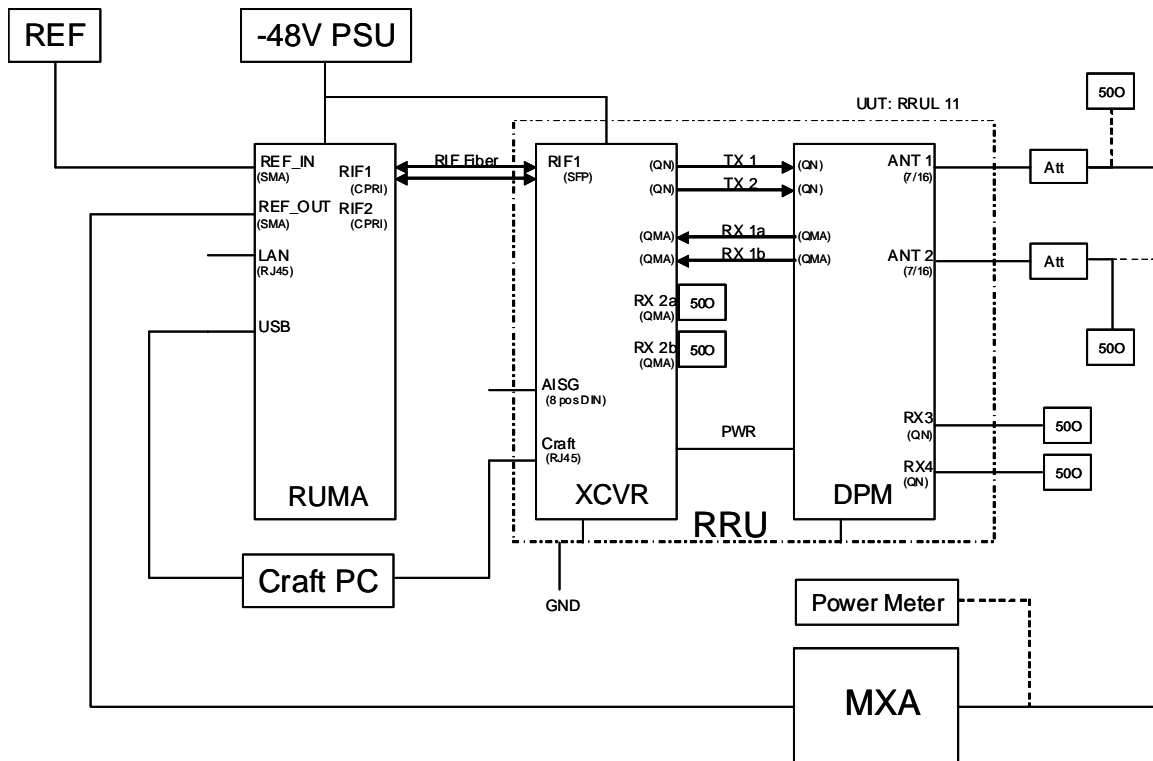 REF
-48V PSU
UUT: RRUL 11
50O
REF_IN
(SMA)
RIF1
(CPRI)
REF_OUT
(SMA)
RIF2
(CPRI)
LAN
(RJ45)
USB
RUMA
RIF Fiber
RIF1
(SFP)
(QN)
(QN)
(QMA)
(QMA)
RX 2a
(QMA)
50O
RX 2b
(QMA)
50O
AISG
(8 pos DIN)
Craft
(RJ45)
XCVR
TX 1
TX 2
RX 1a
RX 1b
PWR
(QN)
(QN)
(QMA)
(QMA)
ANT 1
(7/16)
ANT 2
(7/16)
RX3
(QN)
RX4
(QN)
DPM
RRU
Att
Att
50O
50O
50O
Craft PC
GND
Power Meter
MXA